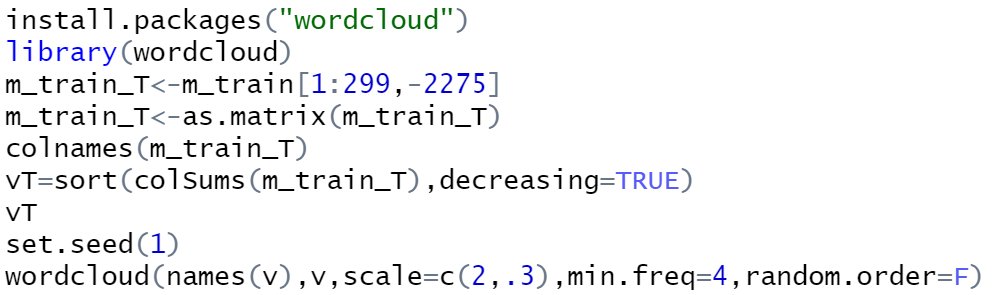 install.packages("wordcloud")
library(wordcloud)
m_train_T<-m_train[1:299,-2275]
m_train_T<-as.matrix(m_train_T)
colnames(m_train_T)
vT=sort(colSums(m_train_T),decreasing=TRUE)
vT
set.seed(1)
wordcloud(names(v),v,scale=c(2,.3),min.freq=4,random.order=F)